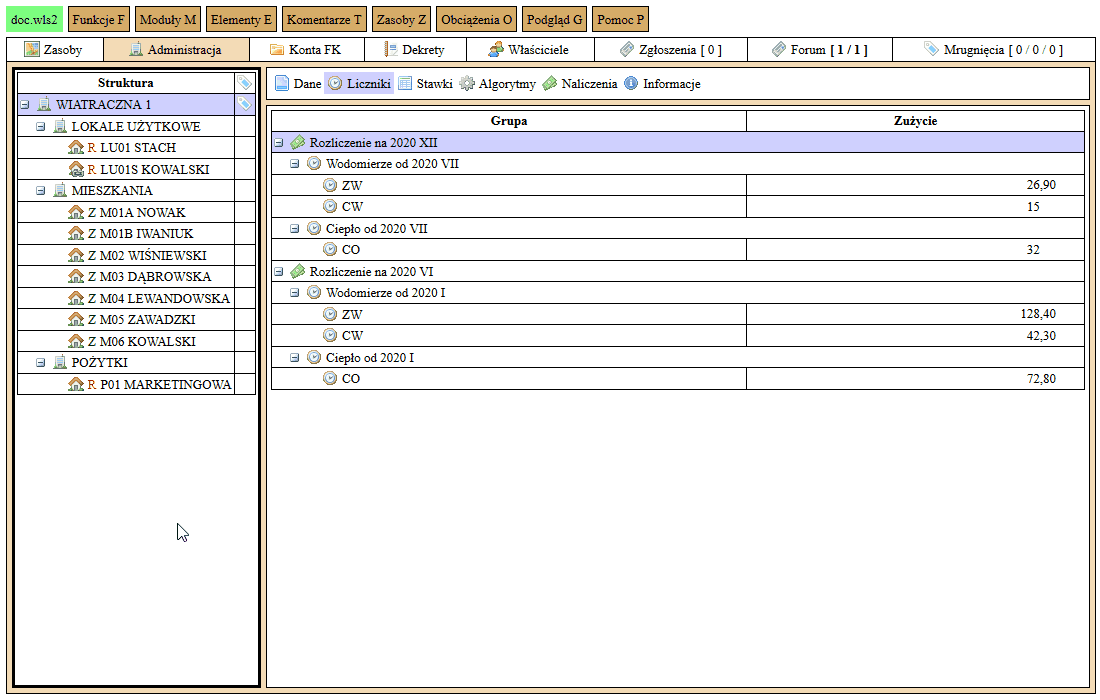 doc.wls2 Funkcje F Moduły M Elementy E Komentarze T Zasoby Z Obciążenia O Podgląd G Pomoc P
Zasoby Administracja Konta FK Dekrety Właściciele Zgłoszenia [ 0 ] Forum [ 1 / 1 ] Mrugnięcia [ 0 / 0 / 0 ]
Struktura
WIATRACZNA 1
LOKALE UŻYTKOWE
R LU01 STACH
R LU01S KOWALSKI
MIESZKANIA
Z M01A NOWAK
Z M01B IWANIUK
Z M02 WIŚNIEWSKI
Z M03 DĄBROWSKA
Z M04 LEWANDOWSKA
Z M05 ZAWADZKI
Z M06 KOWALSKI
POŻYTKI
R P01 MARKETINGOWA
Dane Liczniki Stawki Algorytmy Naliczenia Informacje
Grupa Zużycie
Rozliczenie na 2020 XII
Wodomierze od 2020 VII
ZW 26,90
CW 15
Ciepło od 2020 VII
CO 32
Rozliczenie na 2020 VI
Wodomierze od 2020 I
ZW 128,40
CW 42,30
Ciepło od 2020 I
CO 72,80